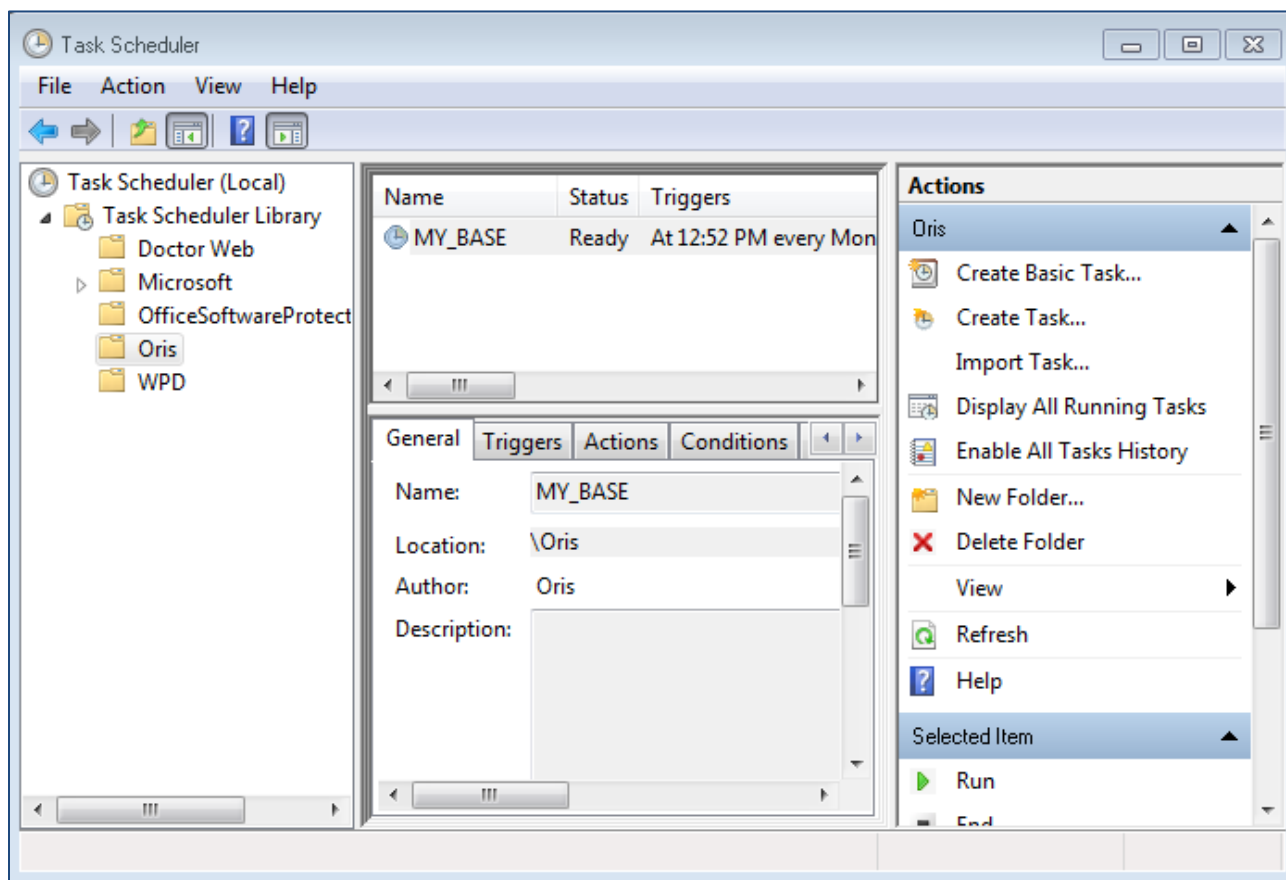 Task Scheduler
File Action View Help
Task Scheduler (Local)
Task Scheduler Library
Doctor Web
Microsoft
OfficeSoftwareProtect
Oris
WPD
Name Status Triggers
MY_BASE Ready At 12:52 PM every Mon
General Triggers Actions Conditions
Name: MY_BASE
Location: \Oris
Author: Oris
Description:
Actions
Oris
Create Basic Task...
Create Task...
Import Task...
Display All Running Tasks
Enable All Tasks History
New Folder...
Delete Folder
View
Refresh
Help
Selected Item
Run
End